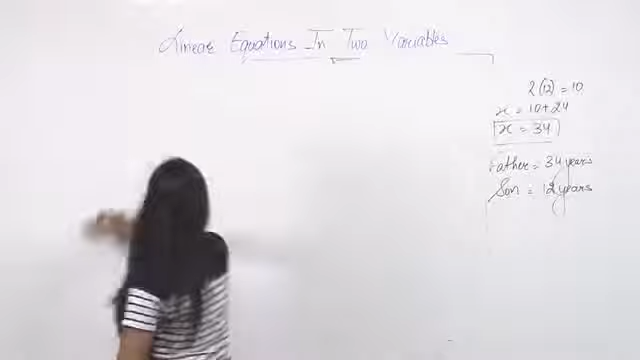 Linear Equations In Two Variables
2(12) = 10
x = 10+24
x = 34
Father = 34 years
Son = 12 years